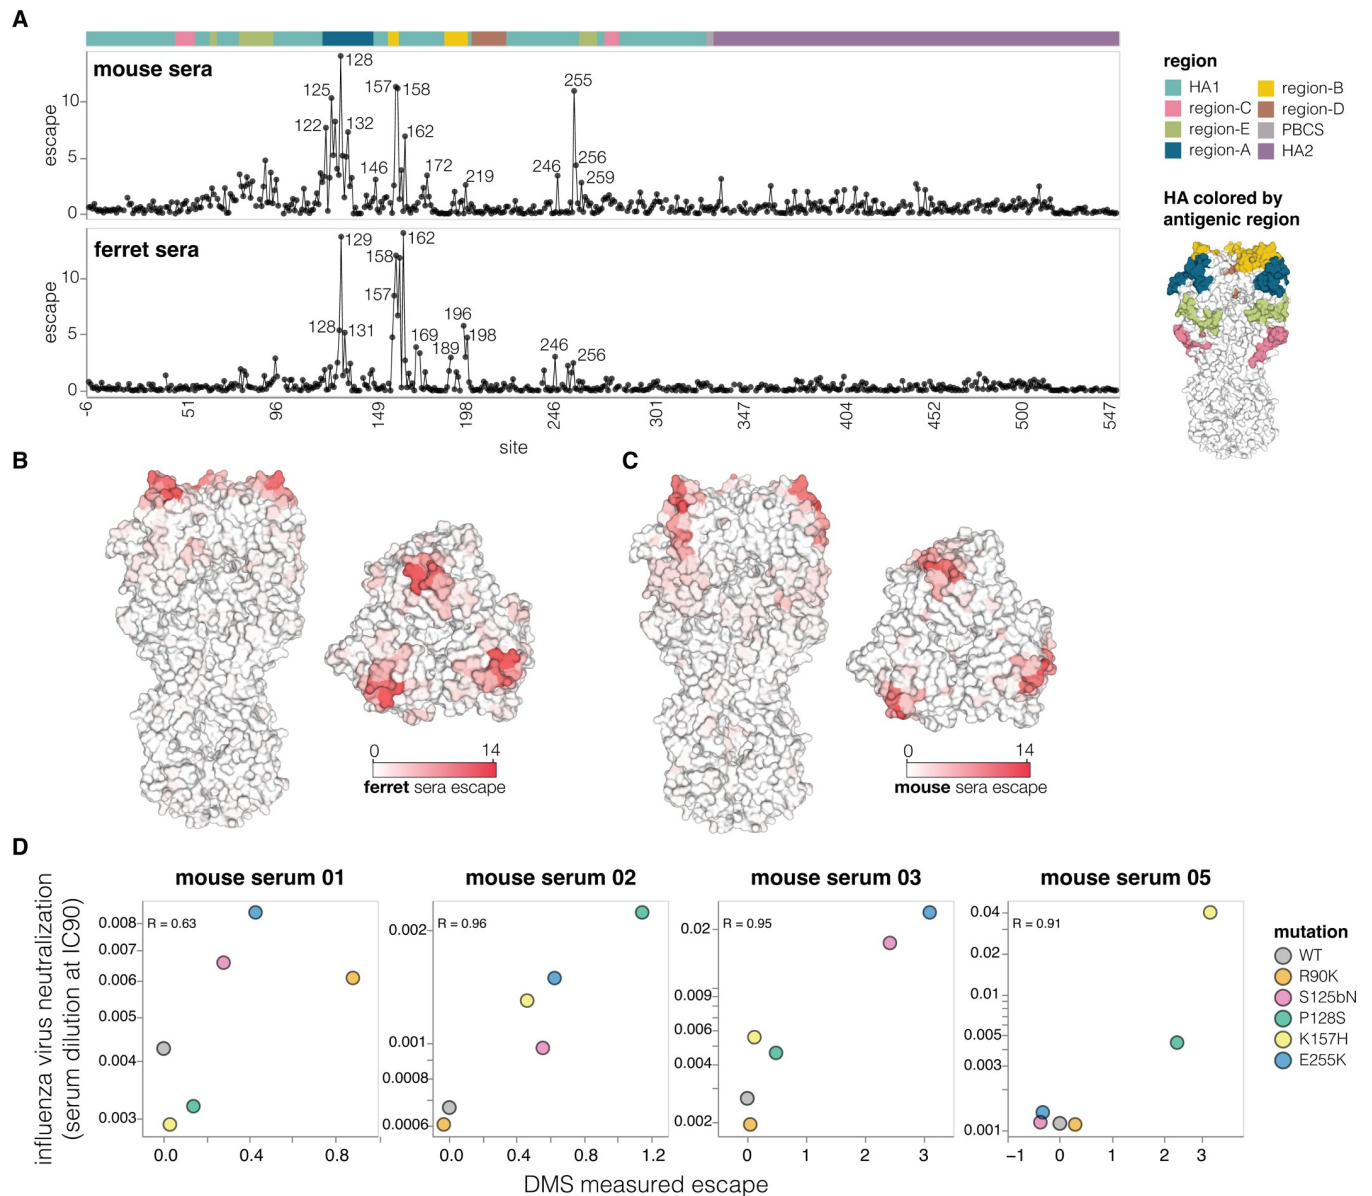 A
mouse sera
escape
10
5
0
122
125
128
132
146
157
158
162
172
219
246
255
256
259
ferret sera
escape
10
5
0
128
129
131
157
158
162
169
189
196
198
246
256
-6
51
96
149
198
246
301
347
404
452
500
547
site
region
HA1
region-C
region-E
region-A
region-B
region-D
PBCS
HA2
HA colored by
antigenic region
B
0 14
ferret sera escape
C
0 14
mouse sera escape
D
influenza virus neutralization
(serum dilution at IC90)
mouse serum 01
R = 0.63
0.008
0.007
0.006
0.005
0.004
0.003
0.0 0.4 0.8
mouse serum 02
R = 0.96
0.002
0.001
0.0008
0.0006
0.0 0.4 0.8 1.2
mouse serum 03
R = 0.95
0.02
0.009
0.006
0.004
0.002
0 1 2 3
mouse serum 05
R = 0.91
0.04
0.02
0.01
0.005
0.003
0.001
−1 0 1 2 3
DMS measured escape
mutation
WT
R90K
S125bN
P128S
K157H
E255K